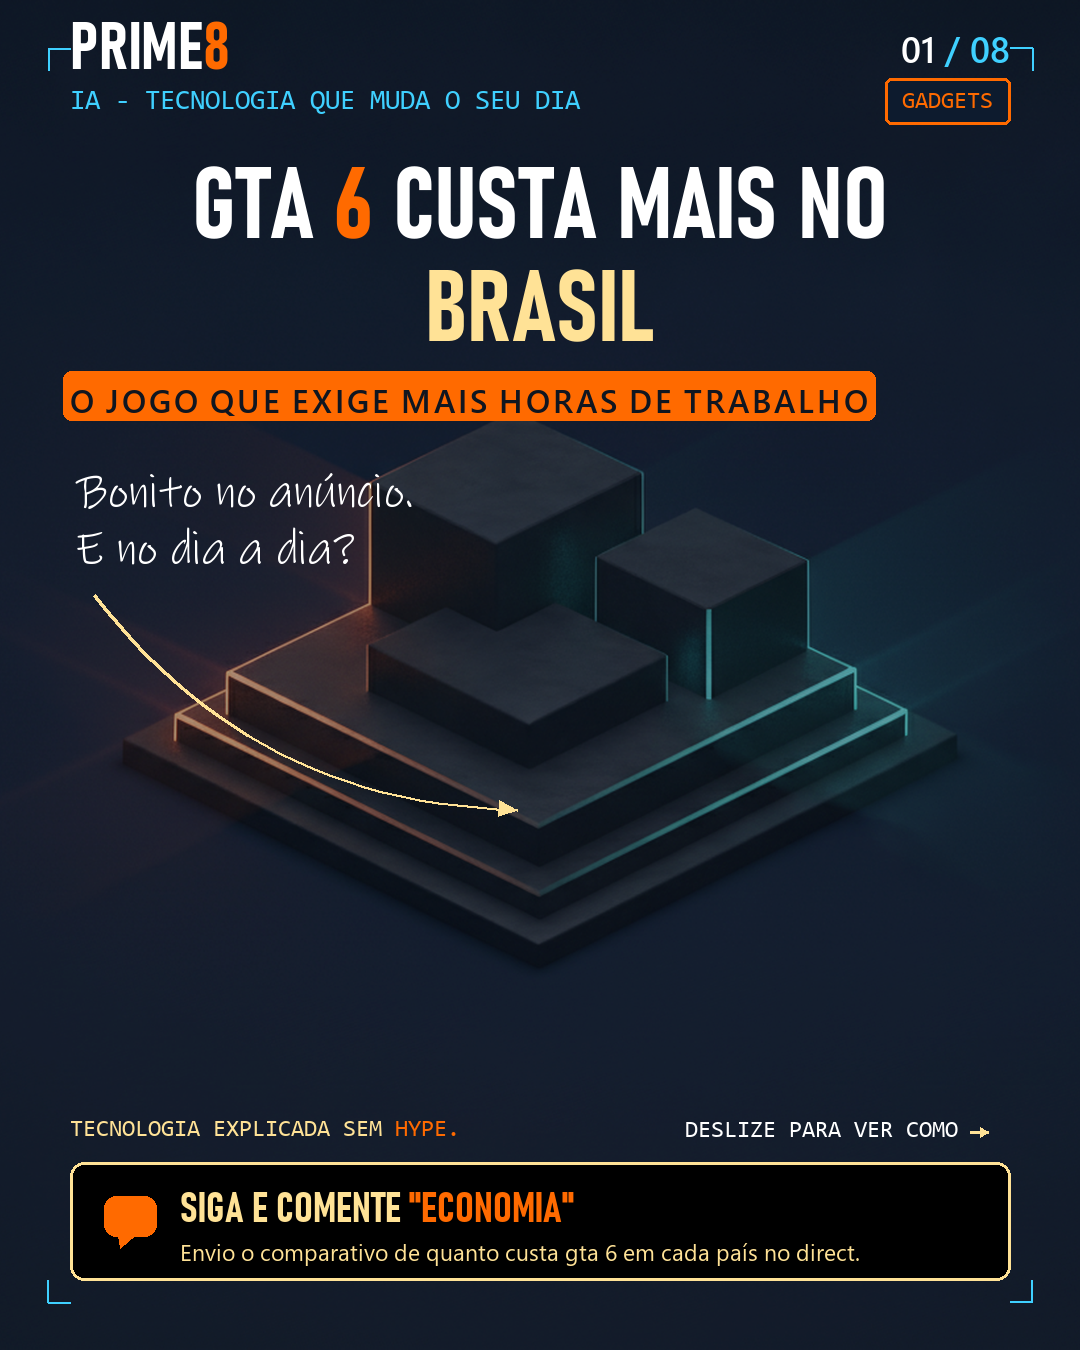 PRIME8
01 / 08
IA - TECNOLOGIA QUE MUDA O SEU DIA
GADGETS
GTA 6 CUSTA MAIS NO
BRASIL
O JOGO QUE EXIGE MAIS HORAS DE TRABALHO
Bonito no anúncio.
E no dia a dia?
TECNOLOGIA EXPLICADA SEM HYPE.
DESLIZE PARA VER COMO
SIGA E COMENTE "ECONOMIA"
Envio o comparativo de quanto custa gta 6 em cada país no direct.